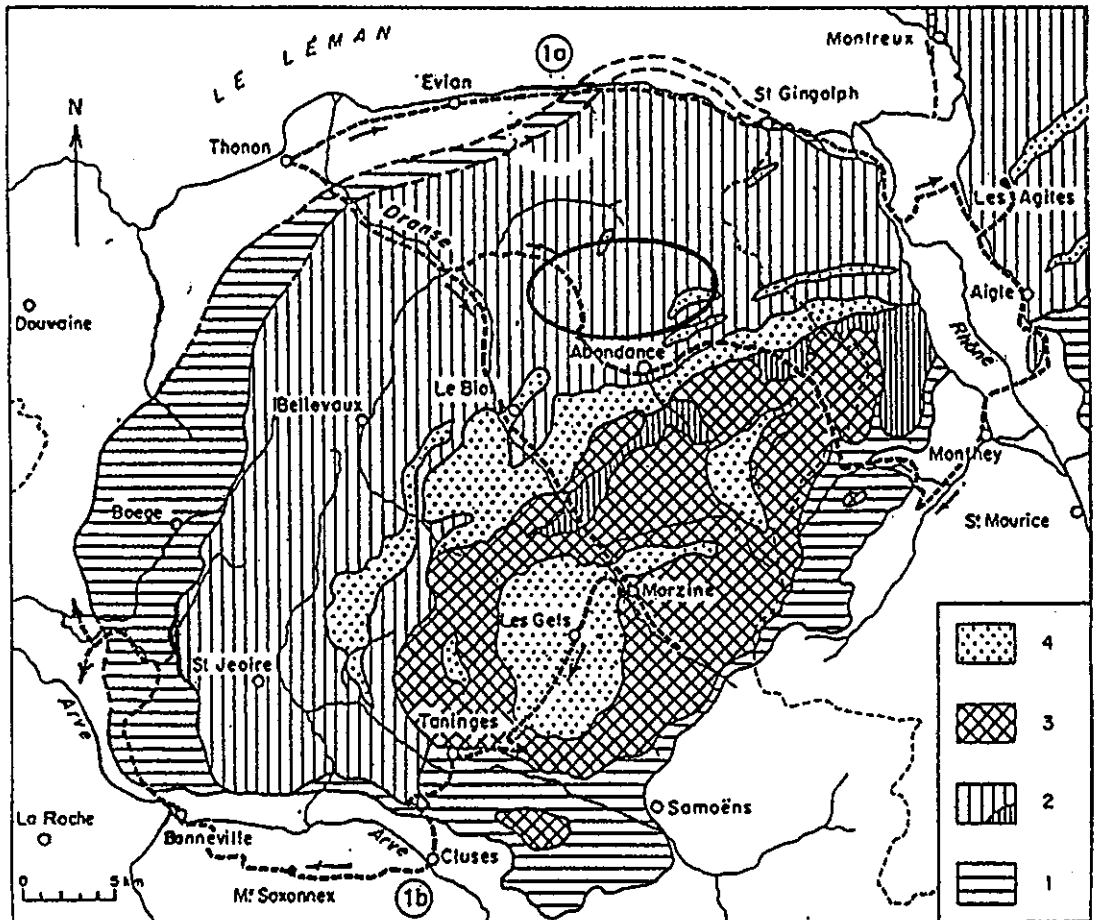 LE LÉMAN
1a
Montreux
Evian
St Gingolph
N
Thonon
Les Agites
Dranse
Aigle
Douvaine
Rhône
Abondance
Le Biot
Bellevaux
Monthey
Boege
St Maurice
Morzine
Les Gets
4
St Jeoire
Arve
Taninges
3
Samoëns
2
La Roche
Bonneville
Arve
Cluses
1
0 5 km
Mt Saxonnex
1b